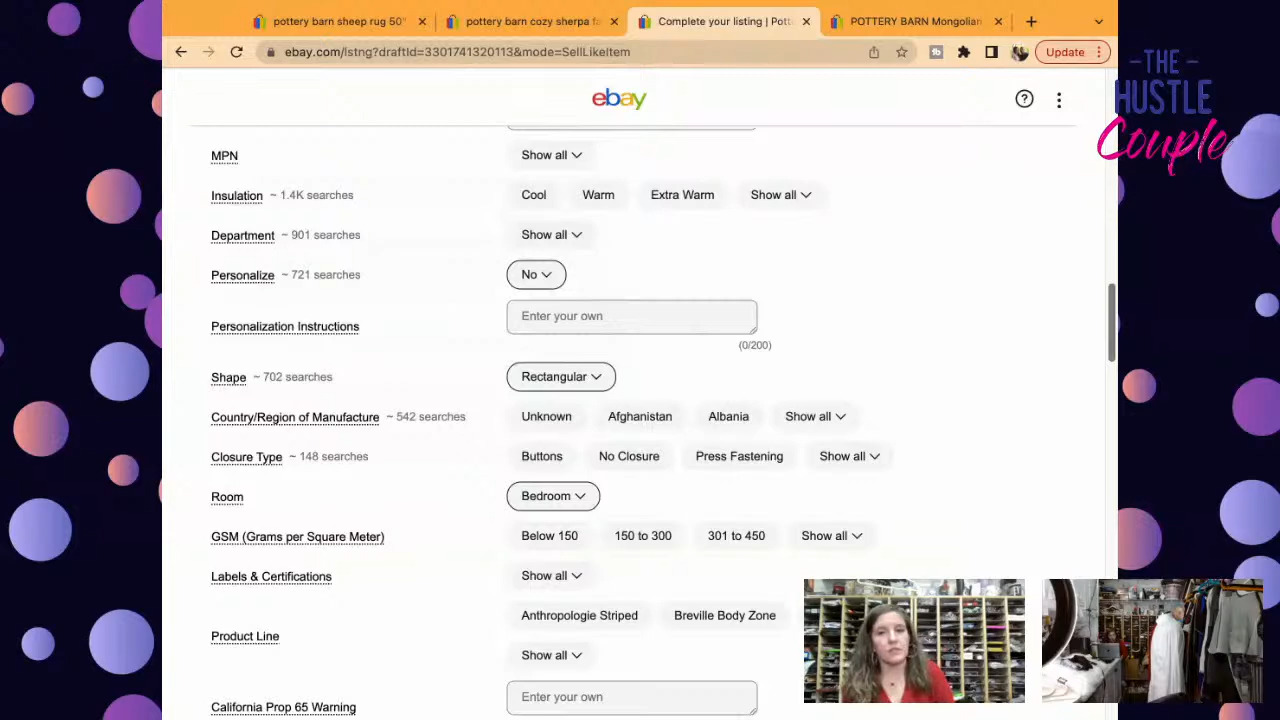 pottery barn sheep rug 50"
pottery barn cozy sherpa fa
Complete your listing | Potte
POTTERY BARN Mongolian
ebay.com/lstng?draftId=3301741320113&mode=SellLikeItem
Update
ebay
-THE-
HUSTLE
Couple
MPN
Show all
Insulation ~ 1.4K searches
Cool Warm Extra Warm Show all
Department ~ 901 searches
Show all
Personalize ~ 721 searches
No
Personalization Instructions
Enter your own
(0/200)
Shape ~ 702 searches
Rectangular
Country/Region of Manufacture ~ 542 searches
Unknown Afghanistan Albania Show all
Closure Type ~ 148 searches
Buttons No Closure Press Fastening Show all
Room
Bedroom
GSM (Grams per Square Meter)
Below 150 150 to 300 301 to 450 Show all
Labels & Certifications
Show all
Product Line
Anthropologie Striped Breville Body Zone
Show all
California Prop 65 Warning
Enter your own